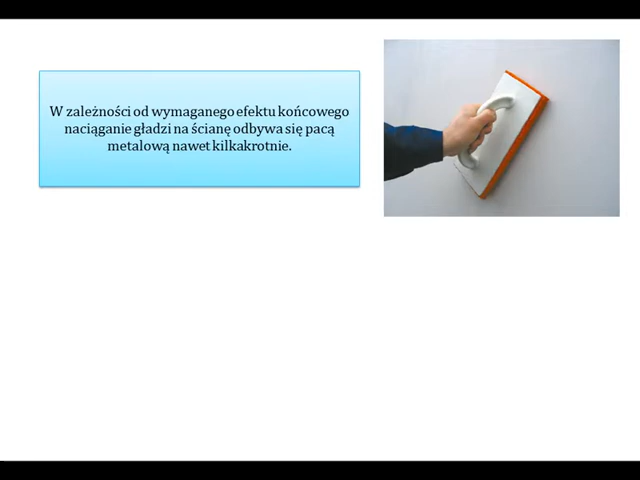 W zależności od wymaganego efektu końcowego
naciąganie gładzi na ścianę odbywa się pacą
metalową nawet kilkakrotnie.